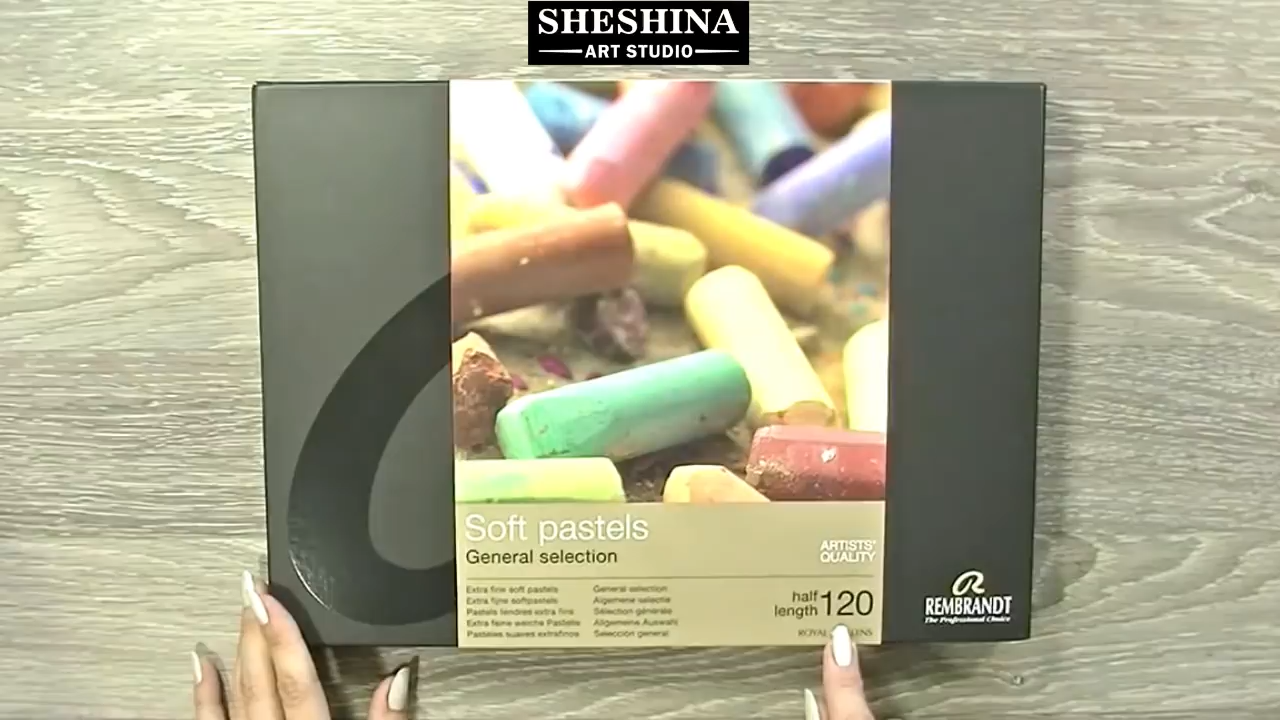 SHESHINA
ART STUDIO
Soft pastels
General selection
ARTISTS'
QUALITY
Extra fine soft pastels
Extra fijne softpastels
Pastels tendres extra fins
Extra feine weiche Pastelle
Pasteles suaves extrafinos
General selection
Algemene selectie
Sélection générale
Allgemeine Auswahl
Selección general
half
length 120
ROYAL
REMBRANDT
The Professional Choice